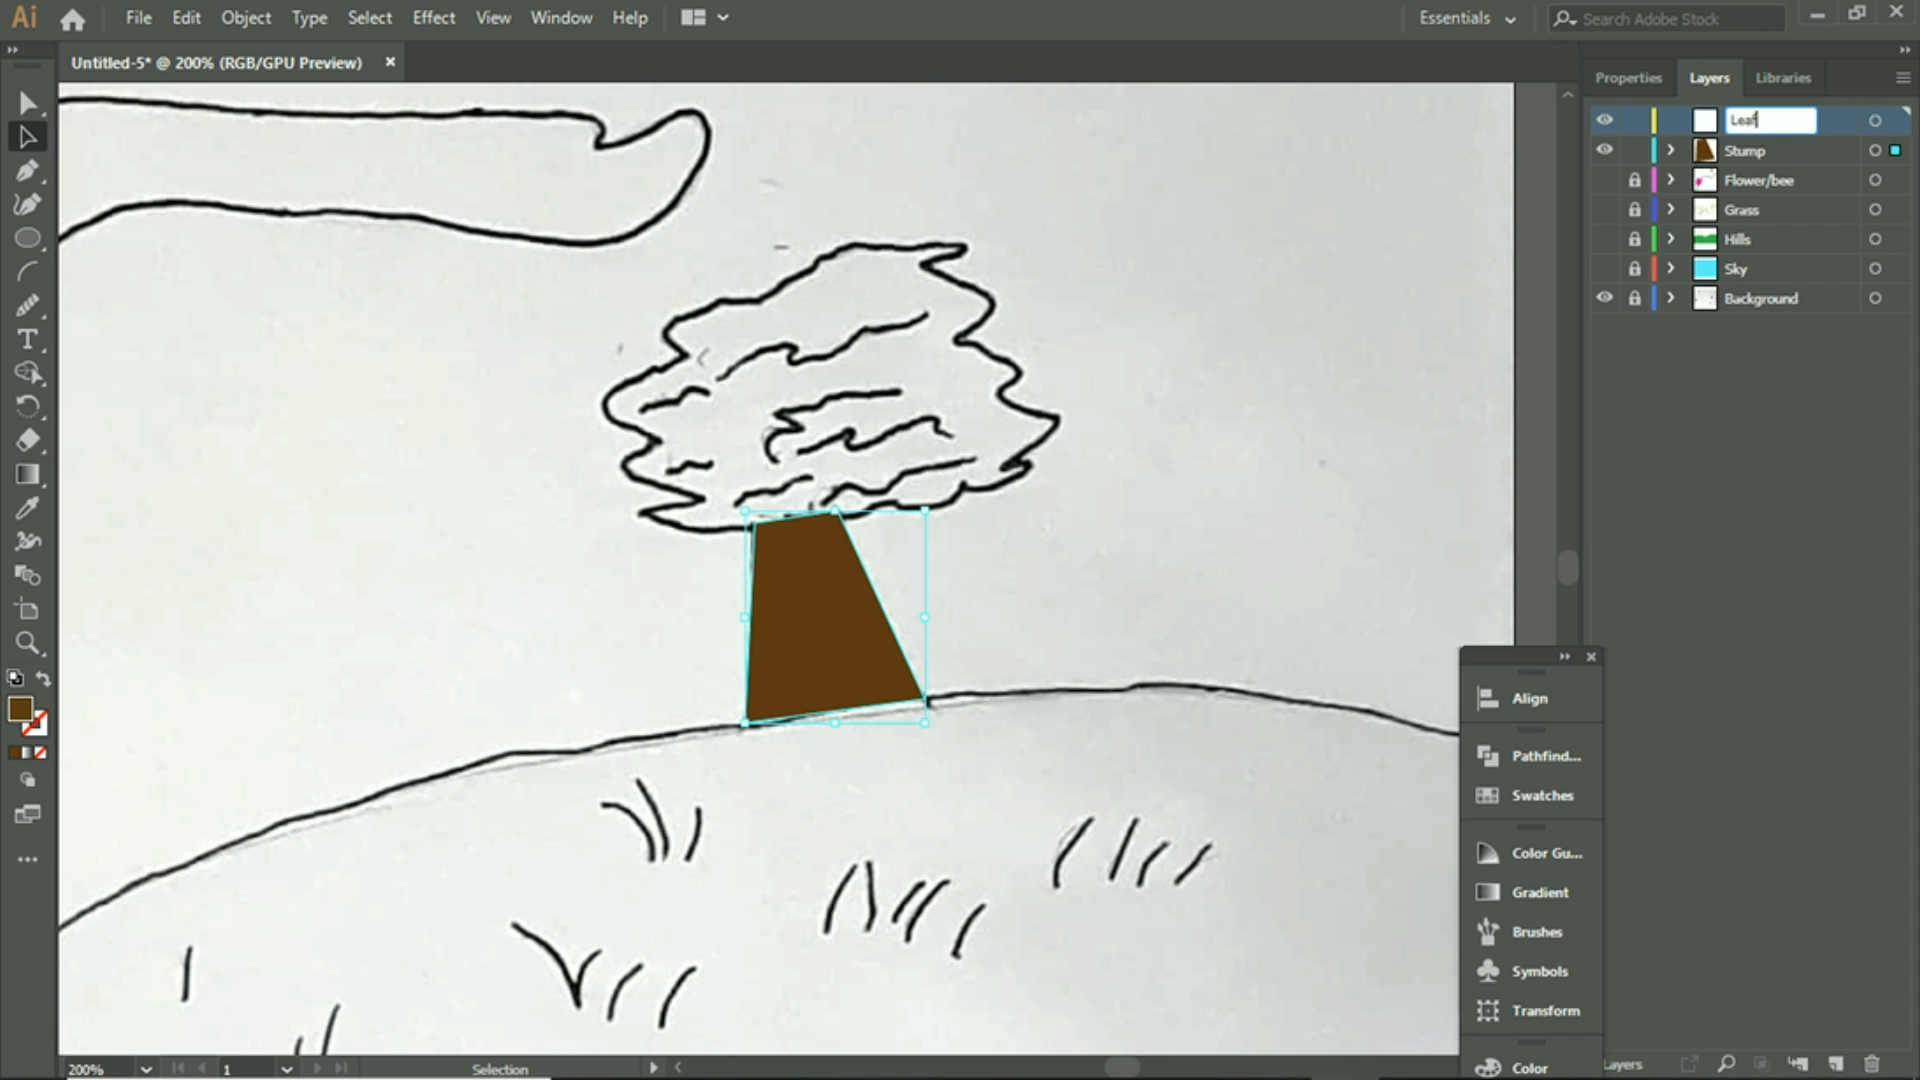 Ai File Edit Object Type Select Effect View Window Help Essentials Search Adobe Stock
Untitled-5* @ 200% (RGB/GPU Preview)
Properties Layers Libraries
Leaf
Stump
Flower/bee
Grass
Hills
Sky
Background
Align
Pathfind...
Swatches
Color Gu...
Gradient
Brushes
Symbols
Transform
Color
200% 1 Selection
Layers